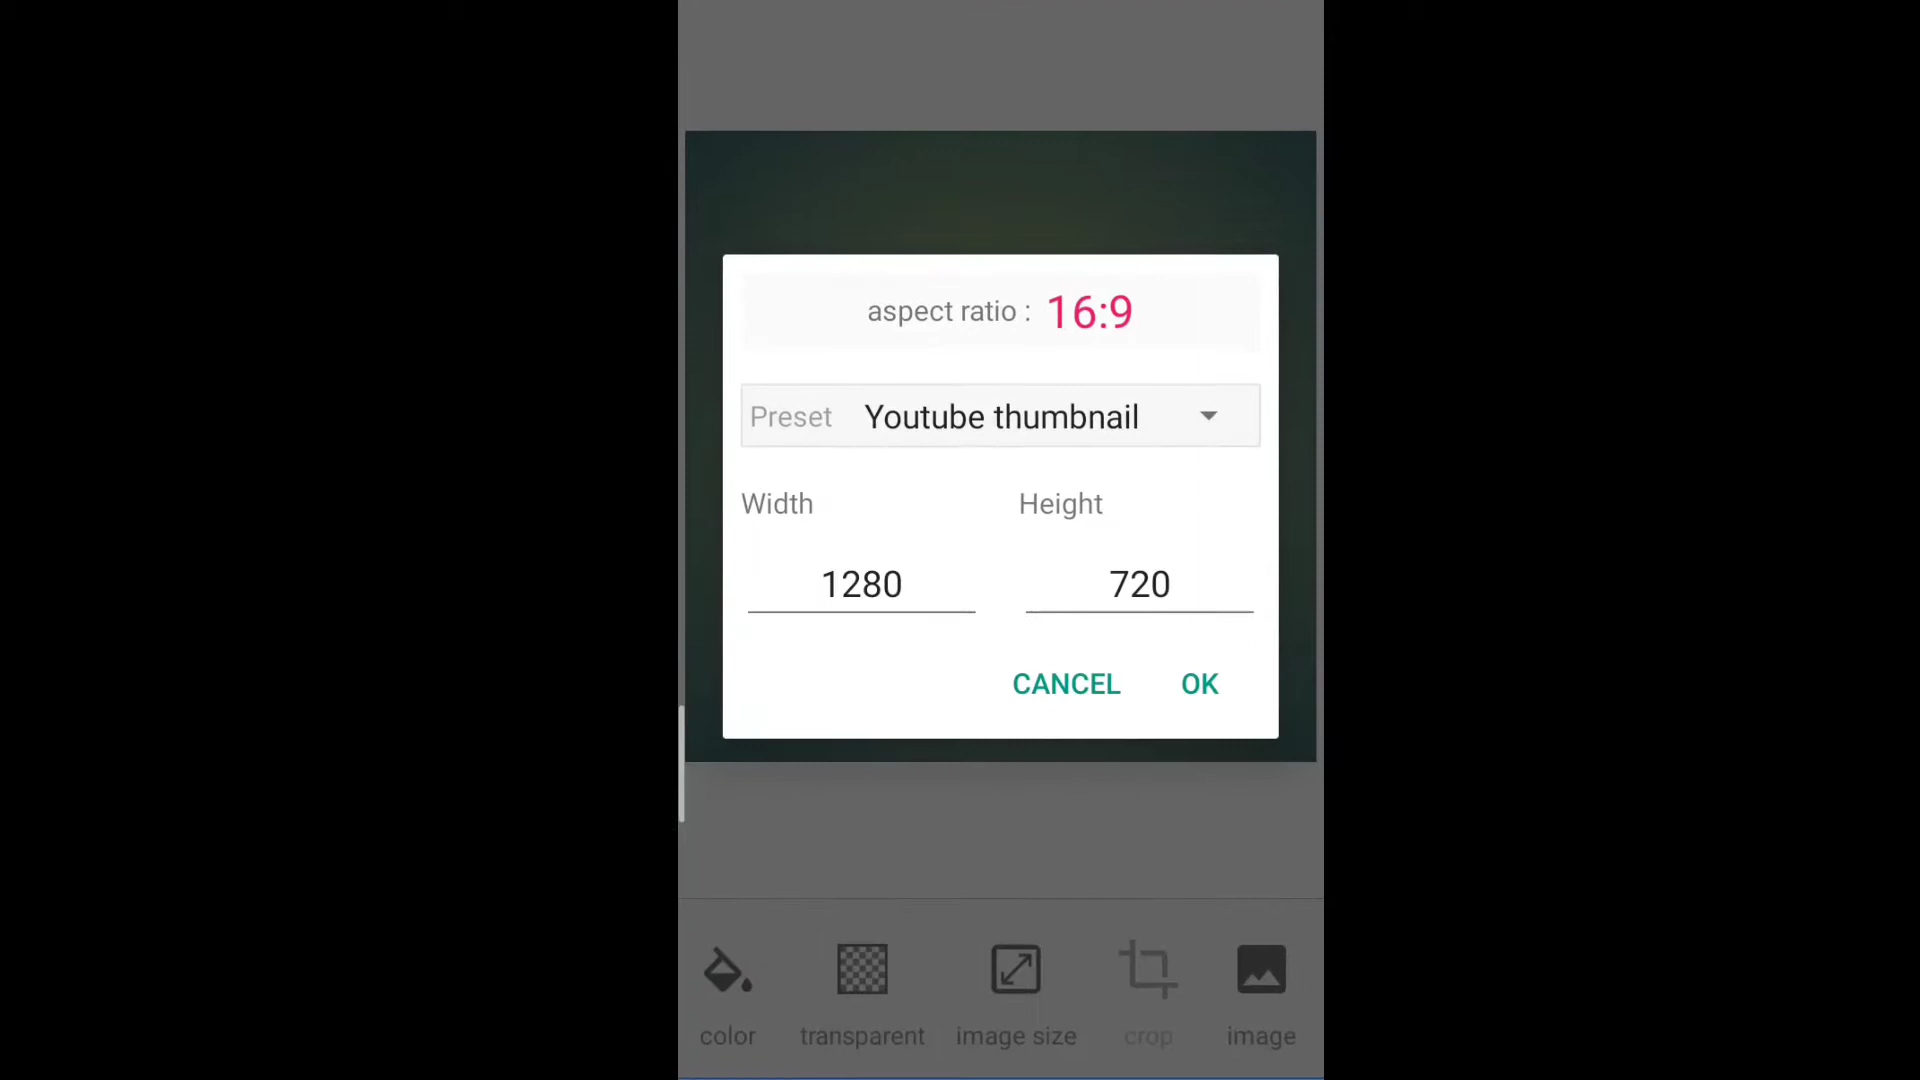 aspect ratio : 16:9
Preset Youtube thumbnail
Width Height
1280 720
CANCEL OK
color transparent image size crop image